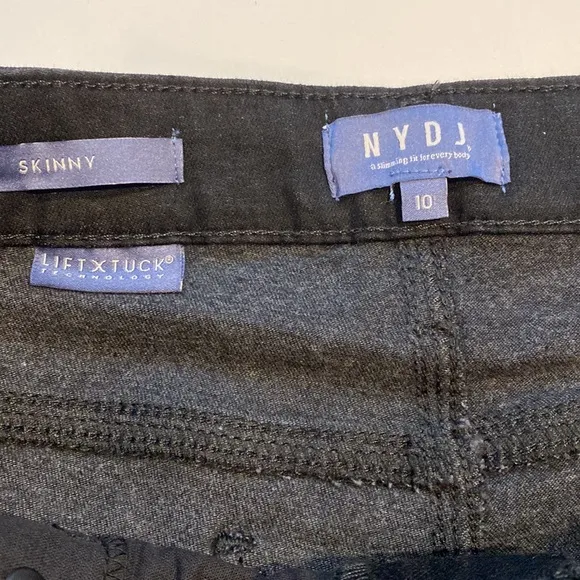 SKINNY
NYDJ
a slimming fit for every body
10
LIFTXTUCK®
TECHNOLOGY